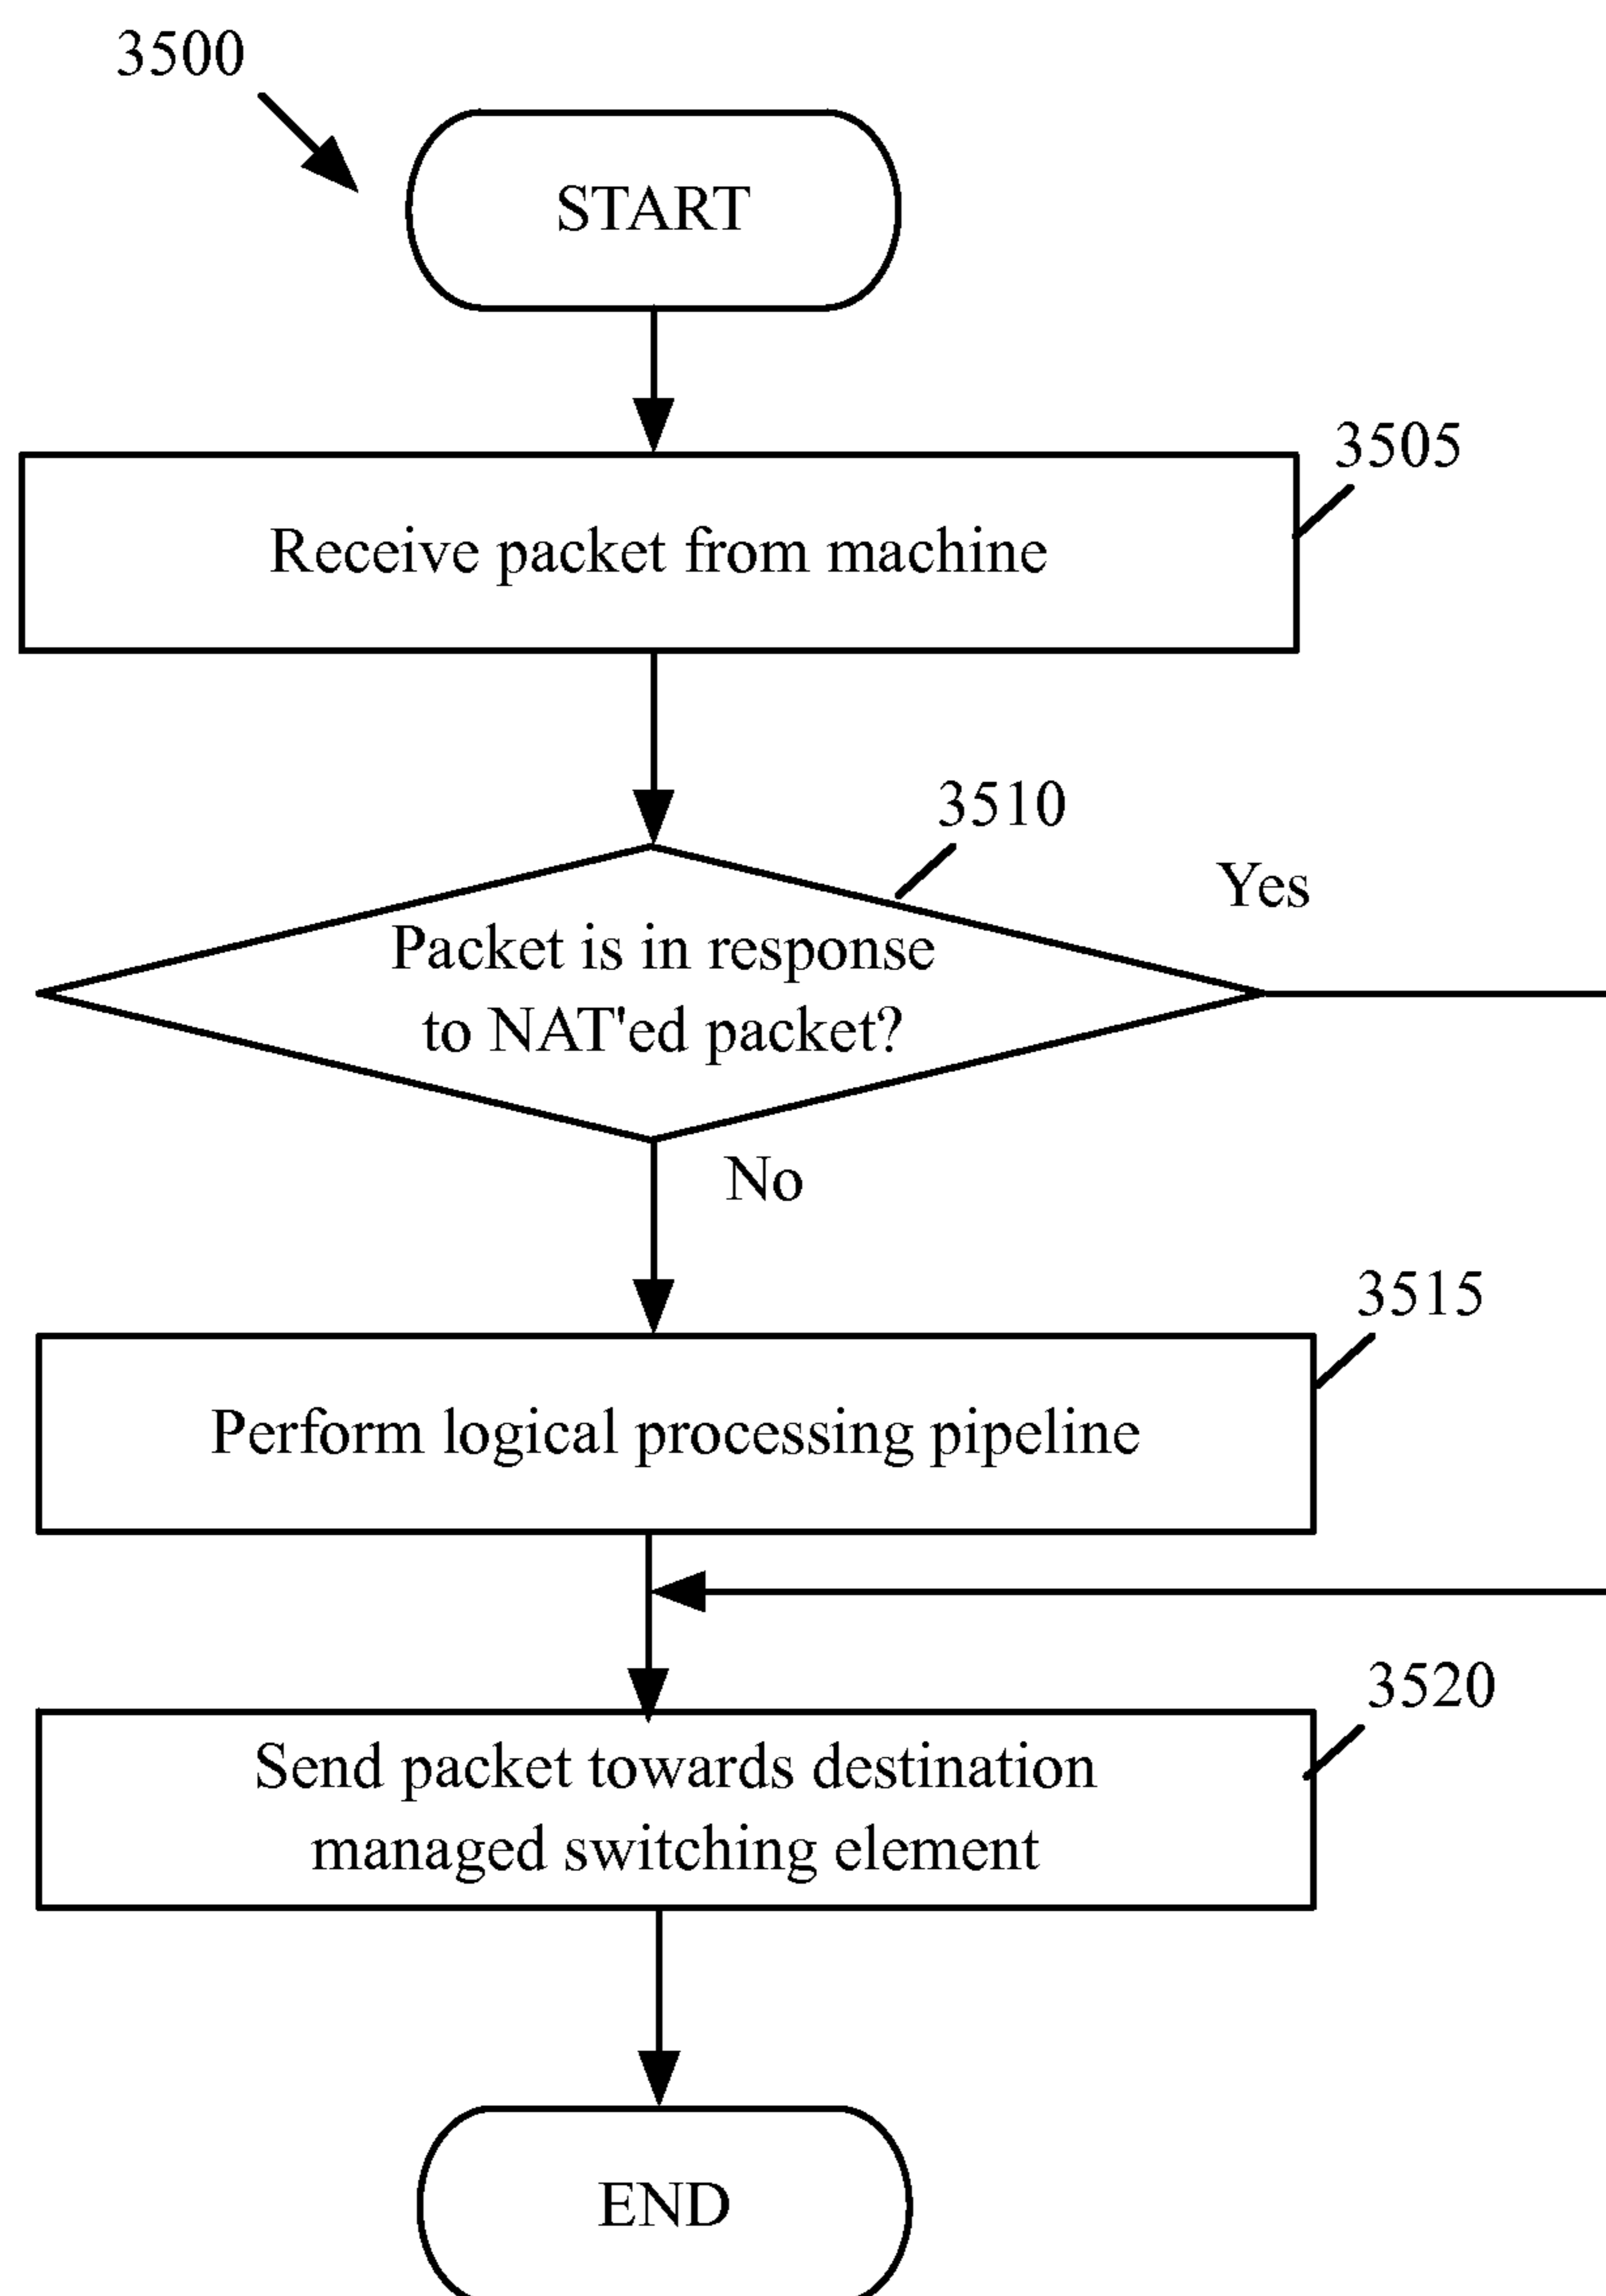 3500
START
3505
Receive packet from machine
3510
Yes
Packet is in response
to NAT'ed packet?
No
3515
Perform logical processing pipeline
3520
Send packet towards destination
managed switching element
END